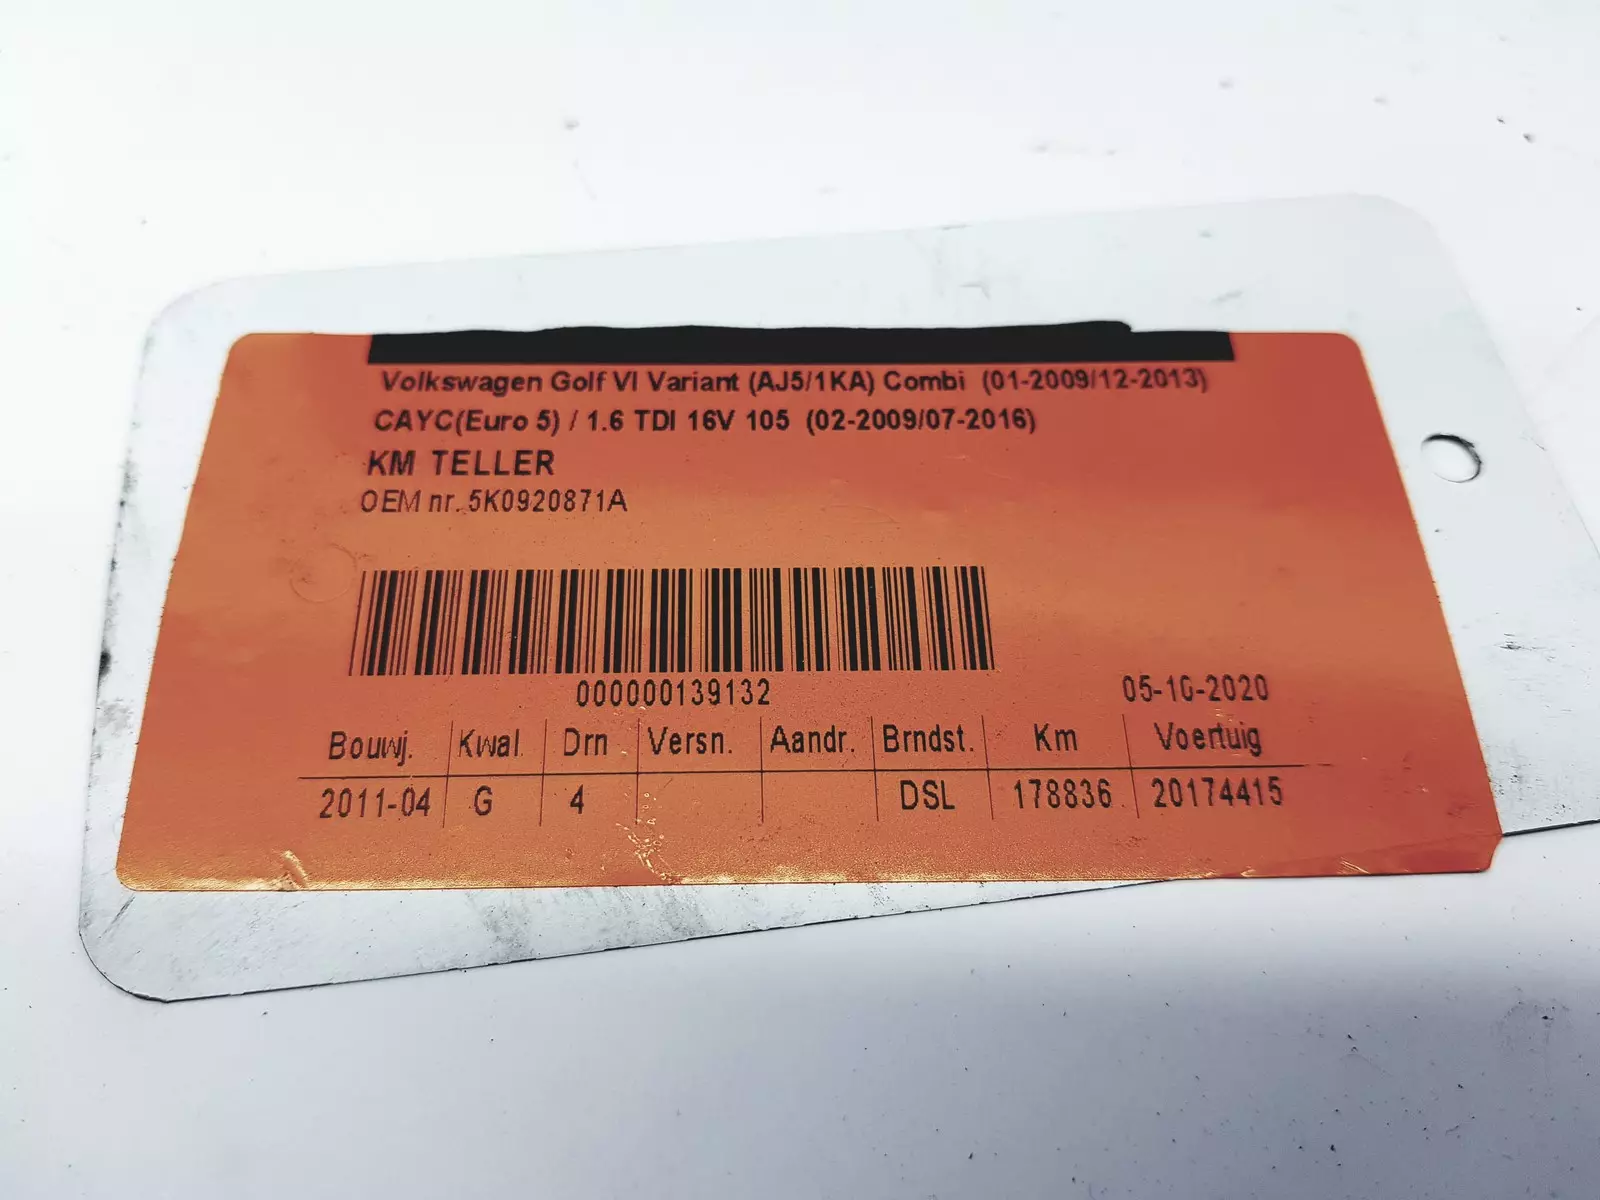 Volkswagen Golf VI Variant (AJ5/1KA) Combi (01-2009/12-2013)
CAYC(Euro 5) / 1.6 TDI 16V 105 (02-2009/07-2016)
KM TELLER
OEM nr. 5K0920871A
000000139132
05-10-2020
Bouwj. Kwal. Drn Versn. Aandr. Brndst. Km Voertuig
2011-04 G 4 DSL 178836 20174415